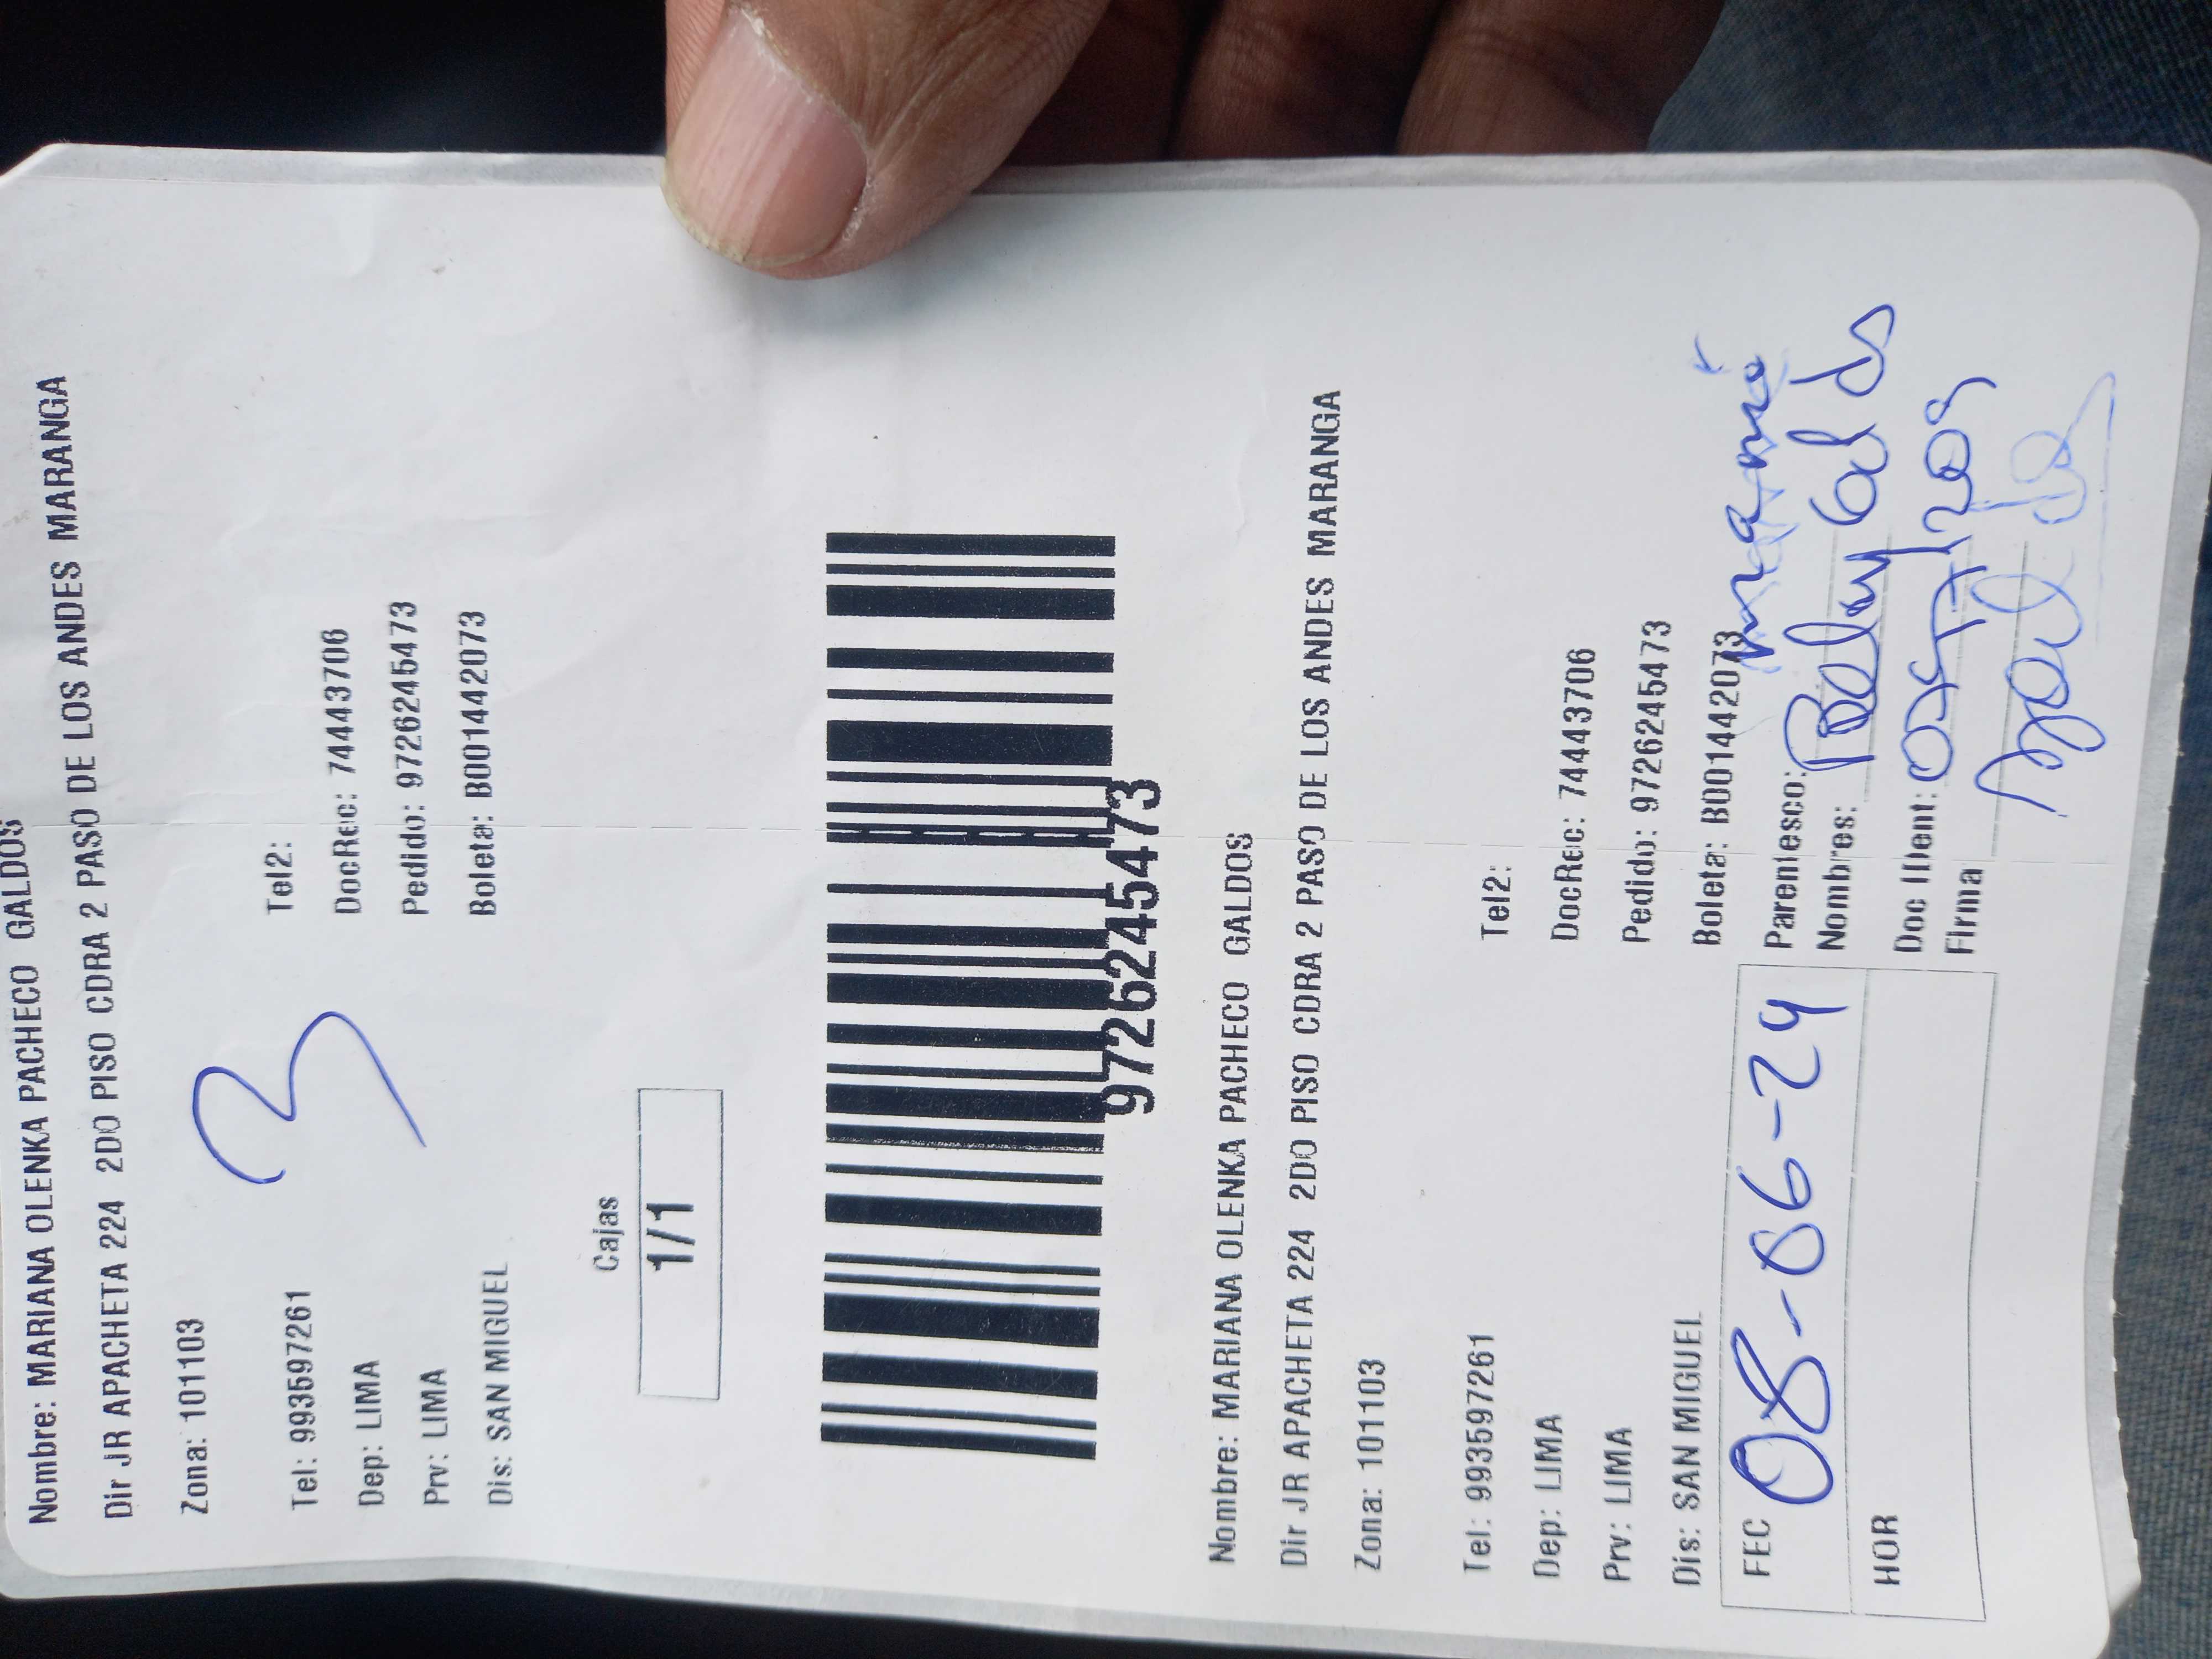 Nombre: MARIANA OLENKA PACHECO GALDOS
Dir JR APACHETA 224 2DO PISO CDRA 2 PASO DE LOS ANDES MARANGA
Zona: 101103
3
Tel: 993597261 Tel2:
Dep: LIMA DocRec: 74443706
Prv: LIMA Pedido: 9726245473
Dis: SAN MIGUEL Boleta: B001442073
Cajas
1/1
9726245473
Nombre: MARIANA OLENKA PACHECO GALDOS
Dir JR APACHETA 224 2DO PISO CDRA 2 PASO DE LOS ANDES MARANGA
Zona: 101103
Tel: 993597261 Tel2:
Dep: LIMA DocRec: 74443706
Prv: LIMA Pedido: 9726245473
Dis: SAN MIGUEL Boleta: B001442073
FEC 08-06-24 Parentesco: mamá
Nombres:
HOR Doc Ident:
Firma